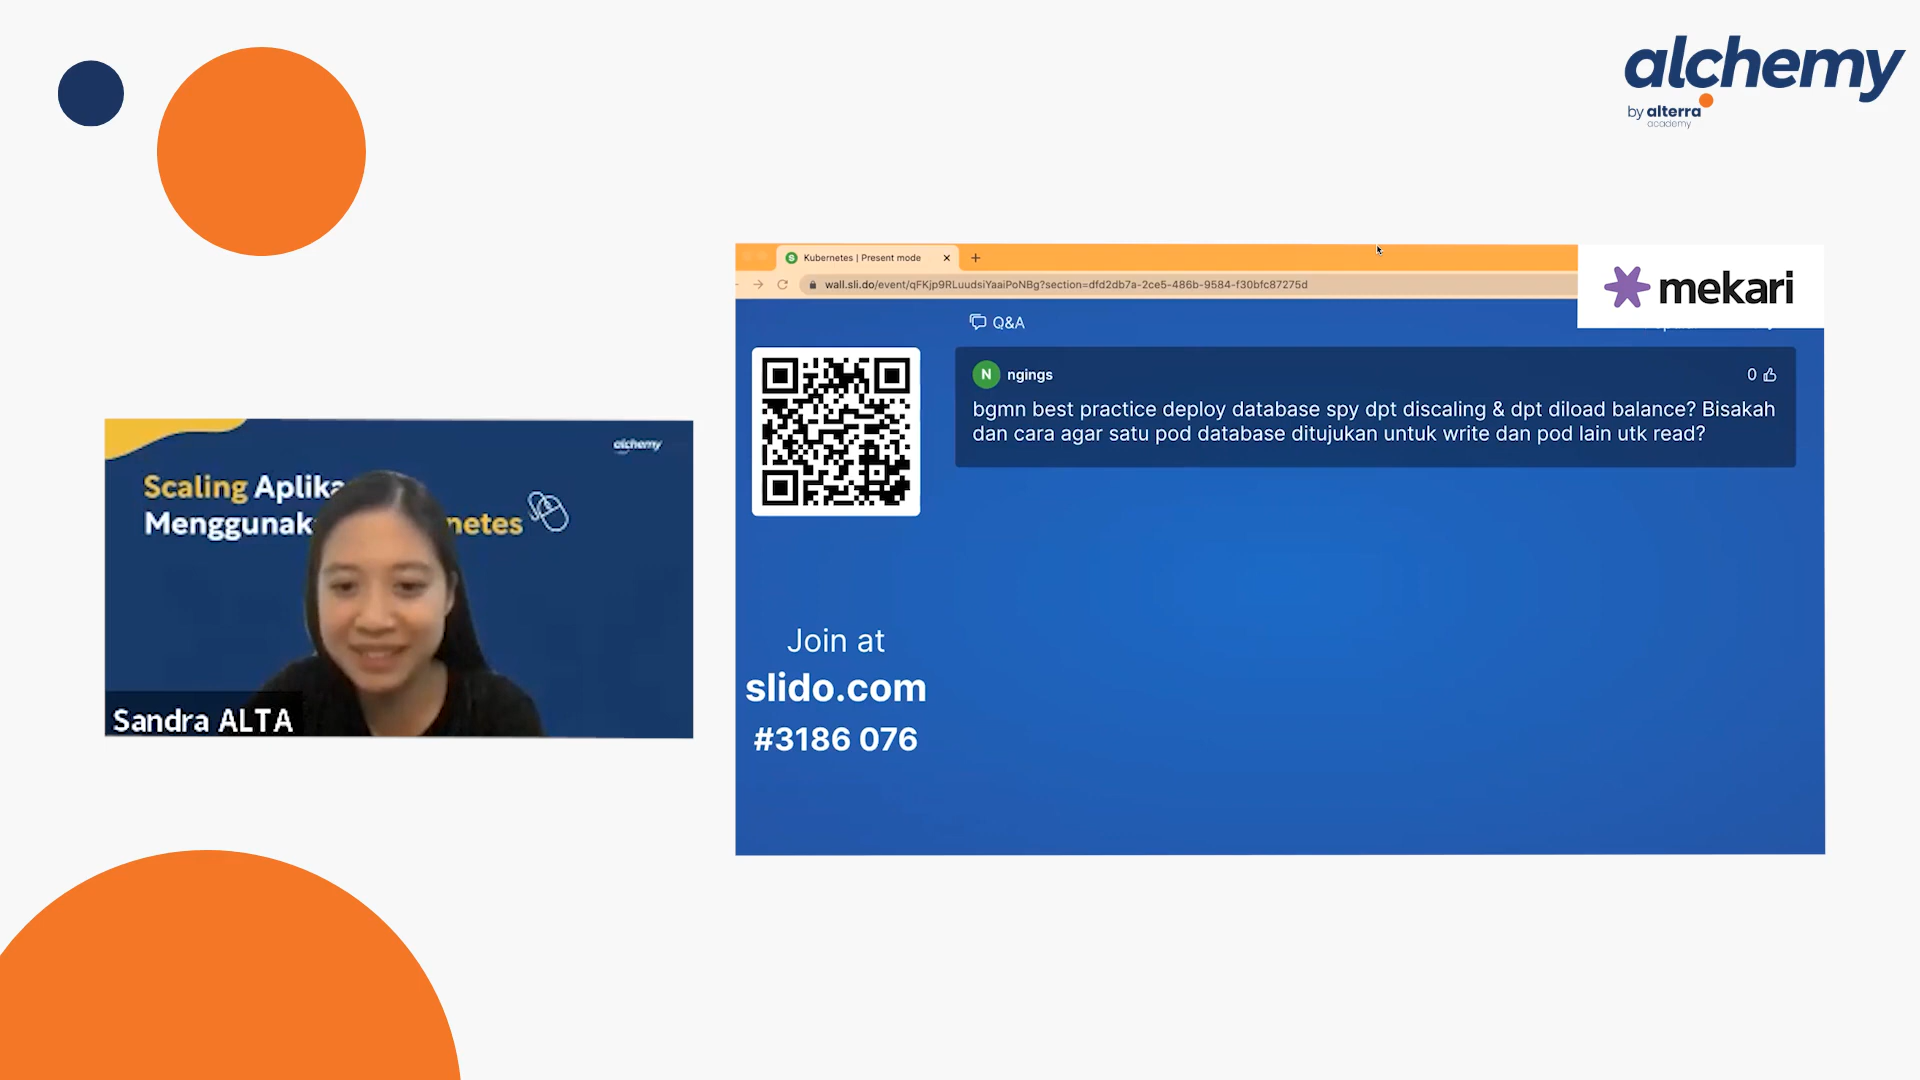 alchemy
by alterra
academy
Kubernetes | Present mode
wall.sli.do/event/qFKjp9RLuudsiYaaiPoNBg?section=dfd2db7a-2ce5-486b-9584-f30bfc87275d
mekari
Q&A
N ngings 0
bgmn best practice deploy database spy dpt discaling & dpt diload balance? Bisakah
dan cara agar satu pod database ditujukan untuk write dan pod lain utk read?
Join at
slido.com
#3186 076
alchemy
Scaling Aplika
Menggunak netes
Sandra ALTA